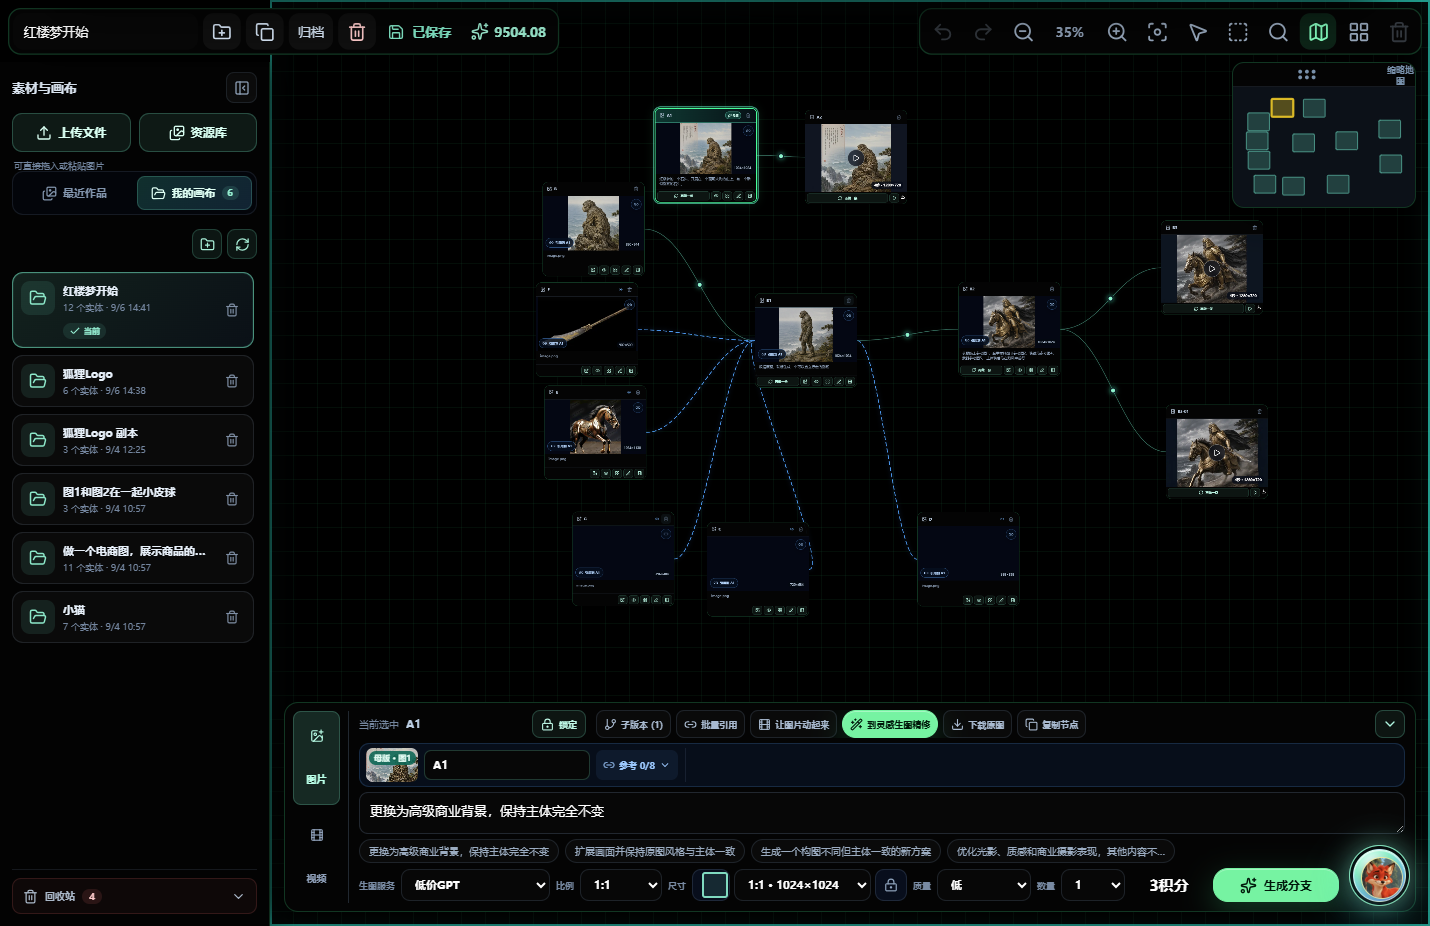 红楼梦开始
归档
已保存
9504.08
35%
素材与画布
上传文件
资源库
可直接拖入或粘贴图片
最近作品
我的画布 6
红楼梦开始
12 个实体 · 9/6 14:41
当前
狐狸Logo
6 个实体 · 9/6 14:38
狐狸Logo 副本
3 个实体 · 9/4 12:25
图1和图2在一起小皮球
3 个实体 · 9/4 10:57
做一个电商图，展示商品的...
11 个实体 · 9/4 10:57
小猫
7 个实体 · 9/4 10:57
回收站 4
缩略地图
A1
A2
image.png
image.png
image.png
B1
image.png
image.png
当前选中 A1
锁定
子版本 (1)
批量引用
让图片动起来
到灵感生图精修
下载原图
复制节点
图片
视频
母版 • 图1
A1
参考 0/8
更换为高级商业背景，保持主体完全不变
更换为高级商业背景，保持主体完全不变
扩展画面并保持原图风格与主体一致
生成一个构图不同但主体一致的新方案
优化光影、质感和商业摄影表现，其他内容不...
生图服务 低价GPT
比例 1:1
尺寸 1:1 • 1024×1024
质量 低
数量 1
3积分
生成分支